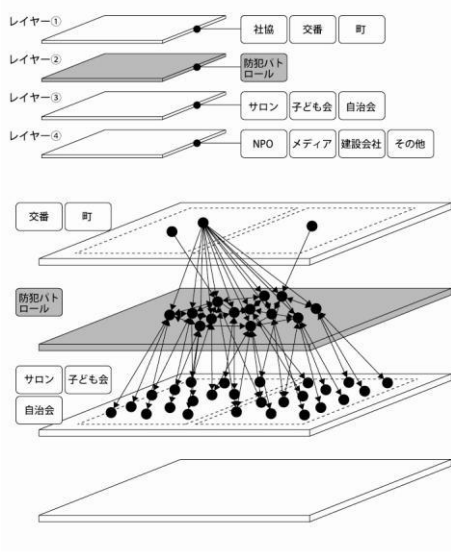 レイヤー①
社協 交番 町
レイヤー②
防犯パト
ロール
レイヤー③
サロン 子ども会 自治会
レイヤー④
NPO メディア 建設会社 その他
交番 町
防犯パト
ロール
サロン 子ども会
自治会